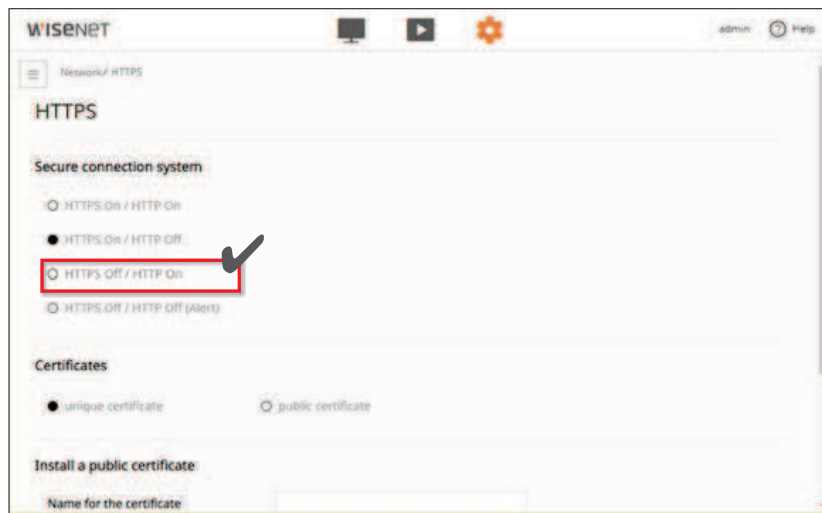 WISENET
admin Help
Network/ HTTPS
HTTPS
Secure connection system
HTTPS On / HTTP On
HTTPS On / HTTP Off
HTTPS Off / HTTP On
HTTPS Off / HTTP Off (Alert)
Certificates
unique certificate public certificate
Install a public certificate
Name for the certificate